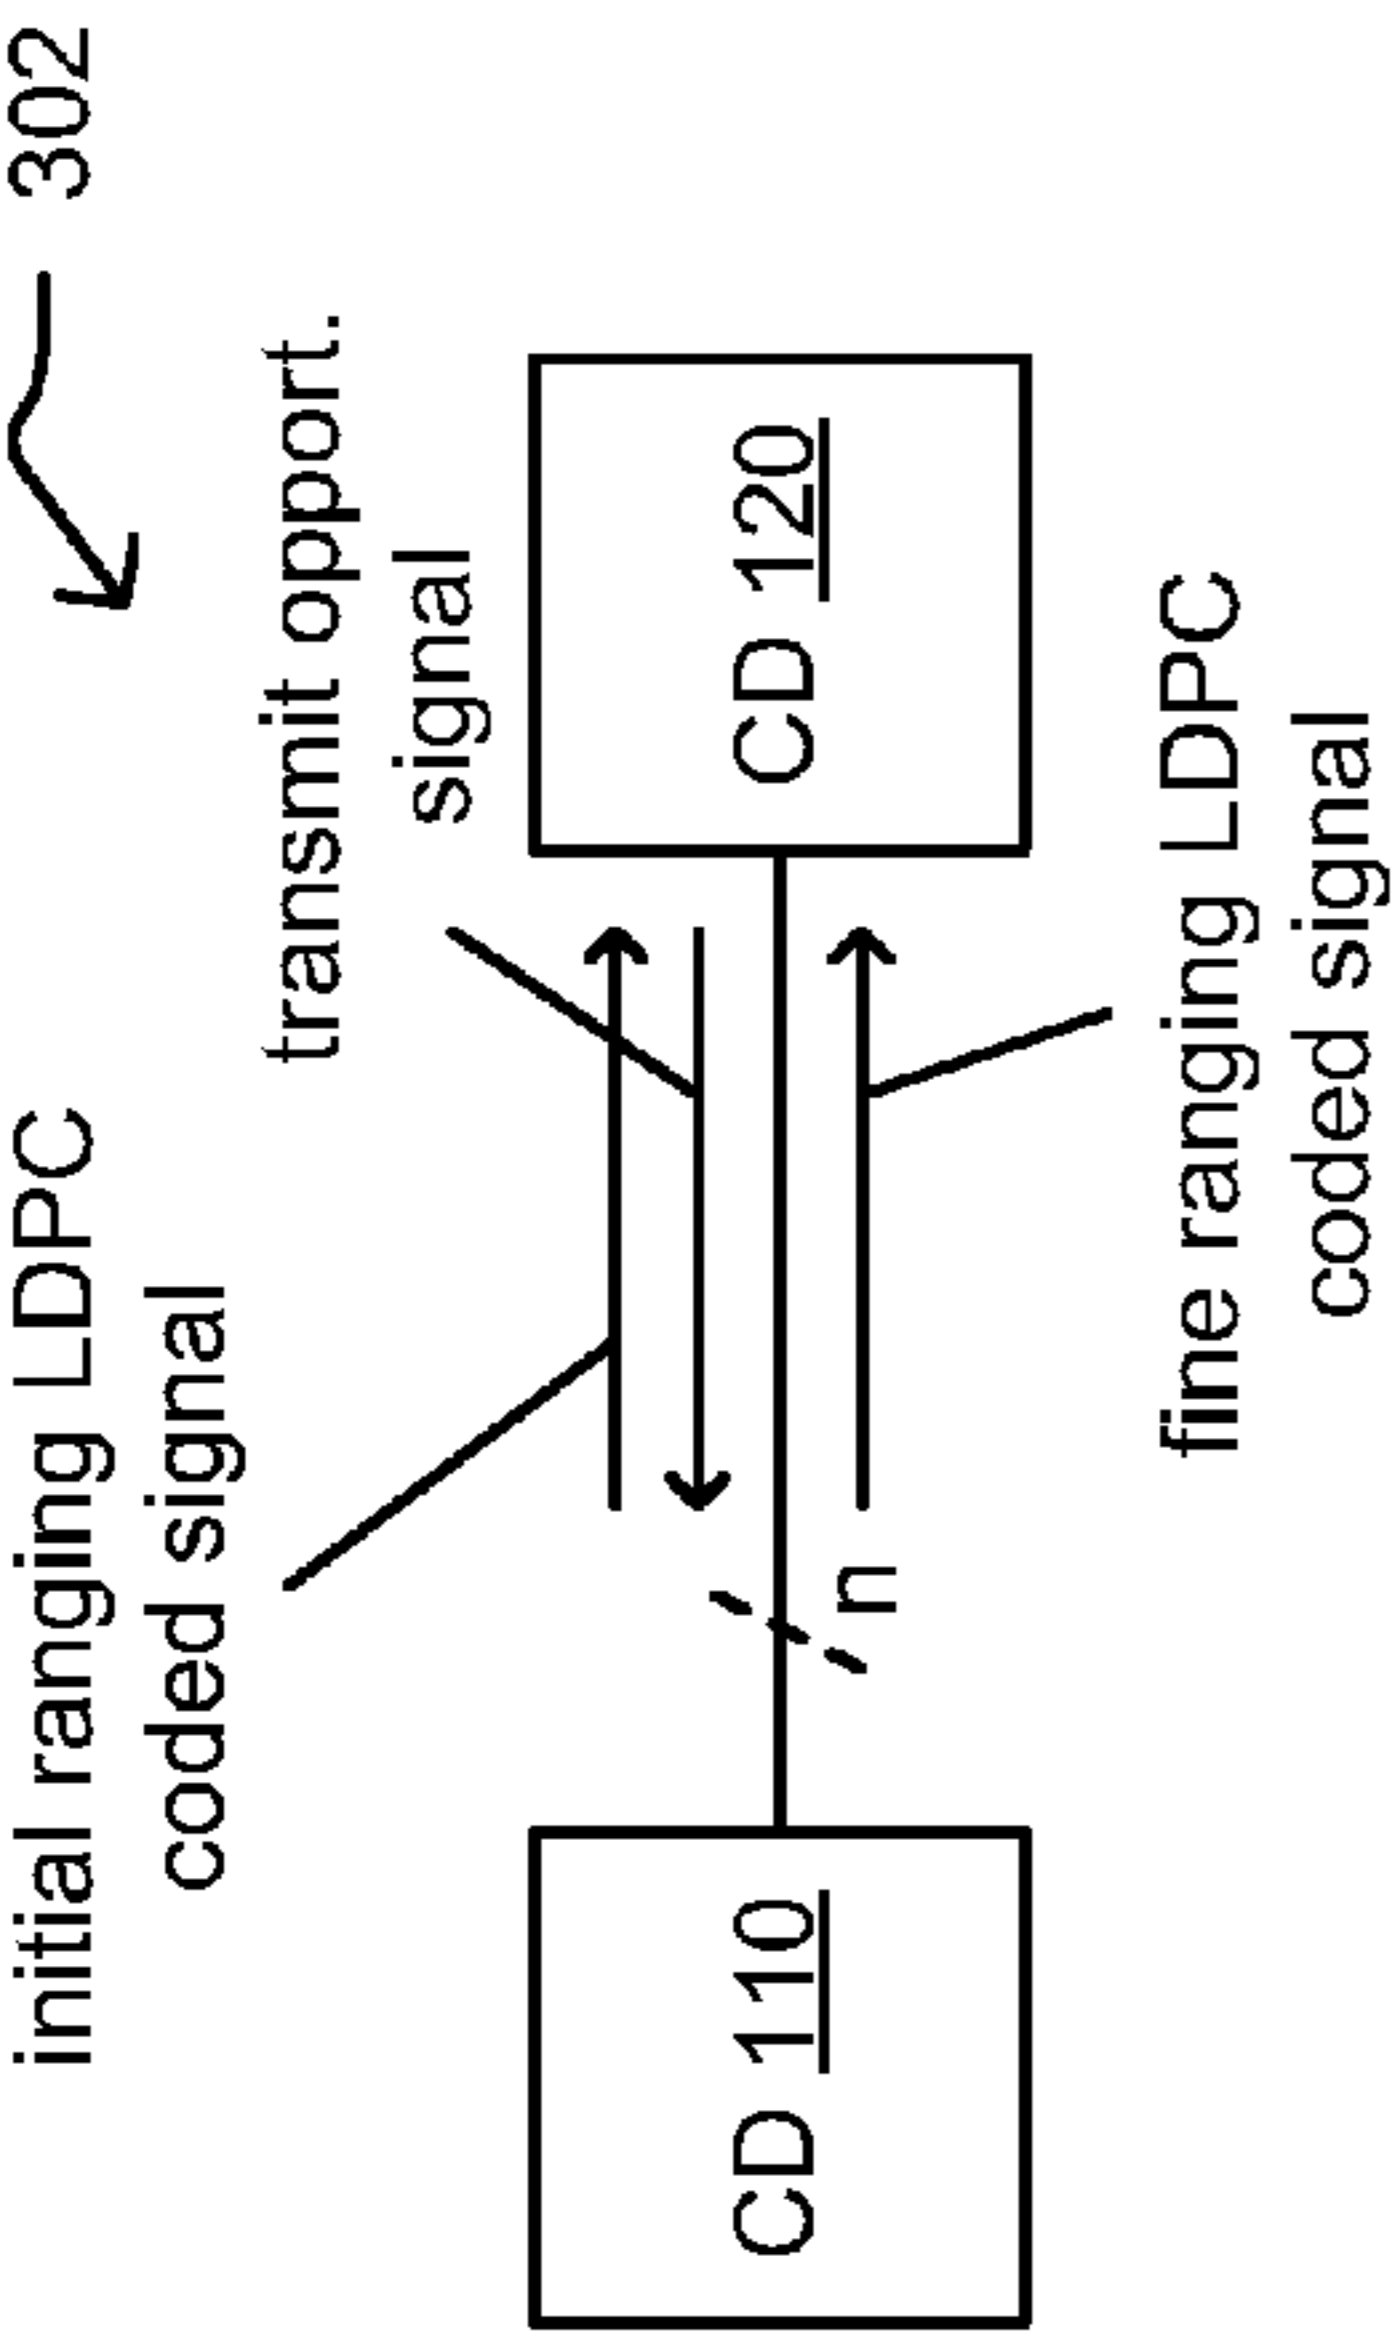 302
initial ranging LDPC
coded signal
transmit opport.
signal
CD 110
n
CD 120
fine ranging LDPC
coded signal